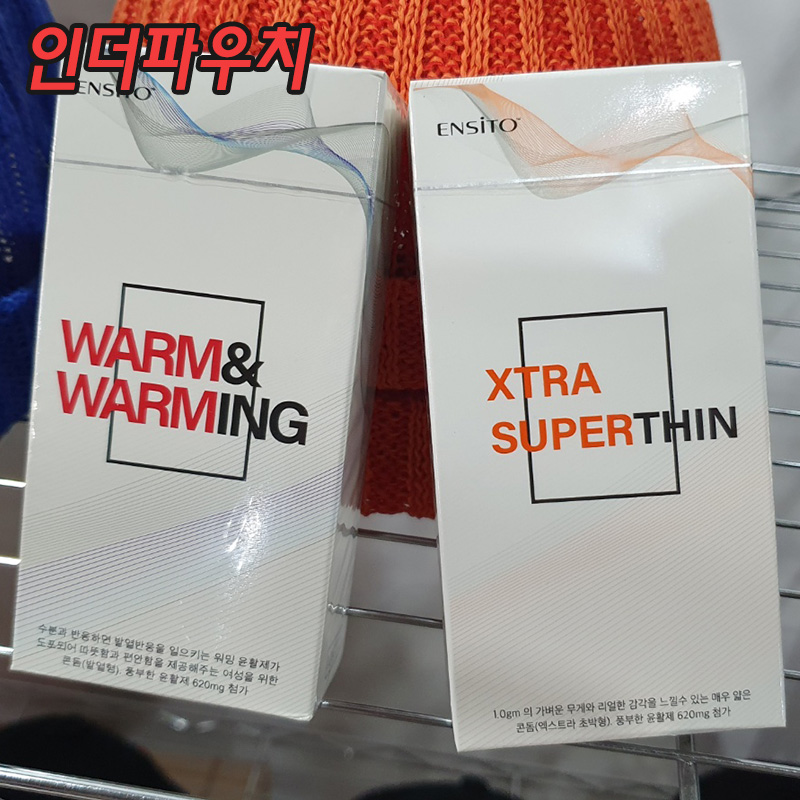 인더파우치
ENSiTO
WARM&
WARMING
수분과 반응하면 발열반응을 일으키는 워밍 윤활제가
도포되어 따뜻함과 편안함을 제공해주는 여성을 위한
콘돔(발열형). 풍부한 윤활제 620mg 첨가
ENSiTO™
XTRA
SUPERTHIN
1.0gm 의 가벼운 무게와 리얼한 감각을 느낄수 있는 매우 얇은
콘돔(엑스트라 초박형). 풍부한 윤활제 620mg 첨가